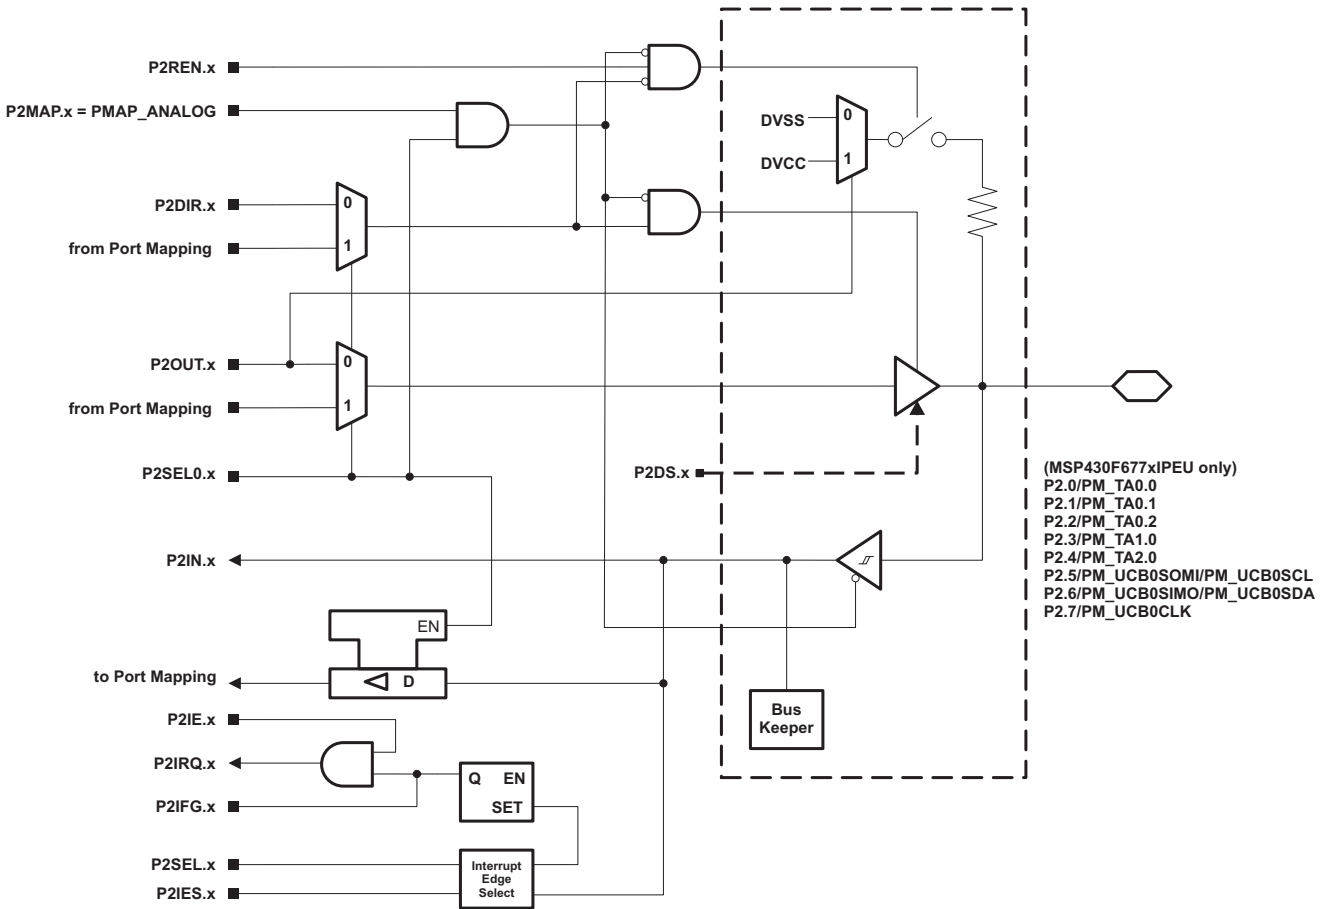 P2REN.x
P2MAP.x = PMAP_ANALOG
DVSS
0
DVCC
1
P2DIR.x
0
from Port Mapping
1
P2OUT.x
0
from Port Mapping
1
P2SEL0.x
P2DS.x
(MSP430F677xIPEU only)
P2.0/PM_TA0.0
P2.1/PM_TA0.1
P2.2/PM_TA0.2
P2.3/PM_TA1.0
P2.4/PM_TA2.0
P2.5/PM_UCB0SOMI/PM_UCB0SCL
P2.6/PM_UCB0SIMO/PM_UCB0SDA
P2.7/PM_UCB0CLK
P2IN.x
EN
to Port Mapping
D
Bus
Keeper
P2IE.x
P2IRQ.x
Q EN
SET
P2IFG.x
P2SEL.x
P2IES.x
Interrupt
Edge
Select